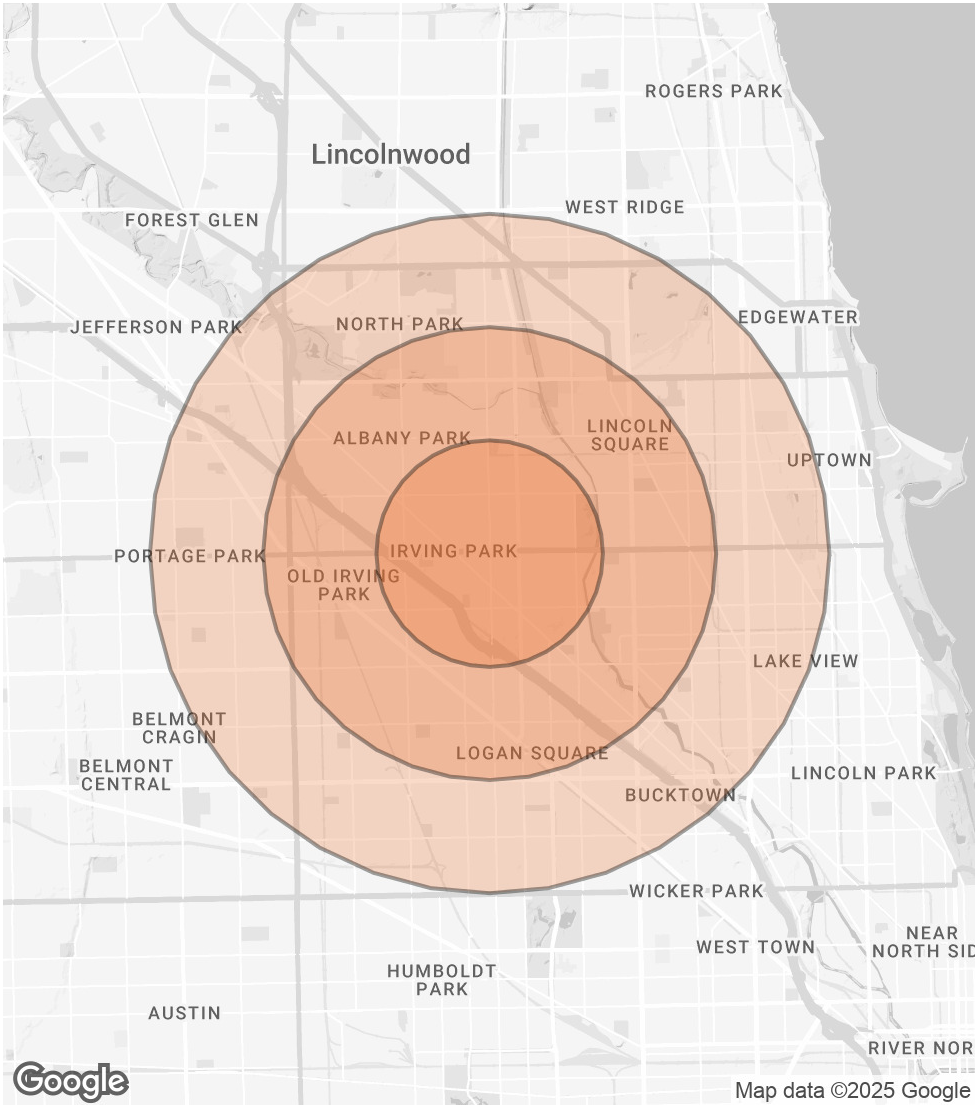 ROGERS PARK
Lincolnwood
WEST RIDGE
FOREST GLEN
EDGEWATER
JEFFERSON PARK
NORTH PARK
LINCOLN
SQUARE
ALBANY PARK
UPTOWN
IRVING PARK
PORTAGE PARK
OLD IRVING
PARK
LAKE VIEW
BELMONT
CRAGIN
LOGAN SQUARE
BELMONT
CENTRAL
LINCOLN PARK
BUCKTOWN
WICKER PARK
NEAR
NORTH SID
WEST TOWN
HUMBOLDT
PARK
AUSTIN
RIVER NOR
Google
Map data ©2025 Google